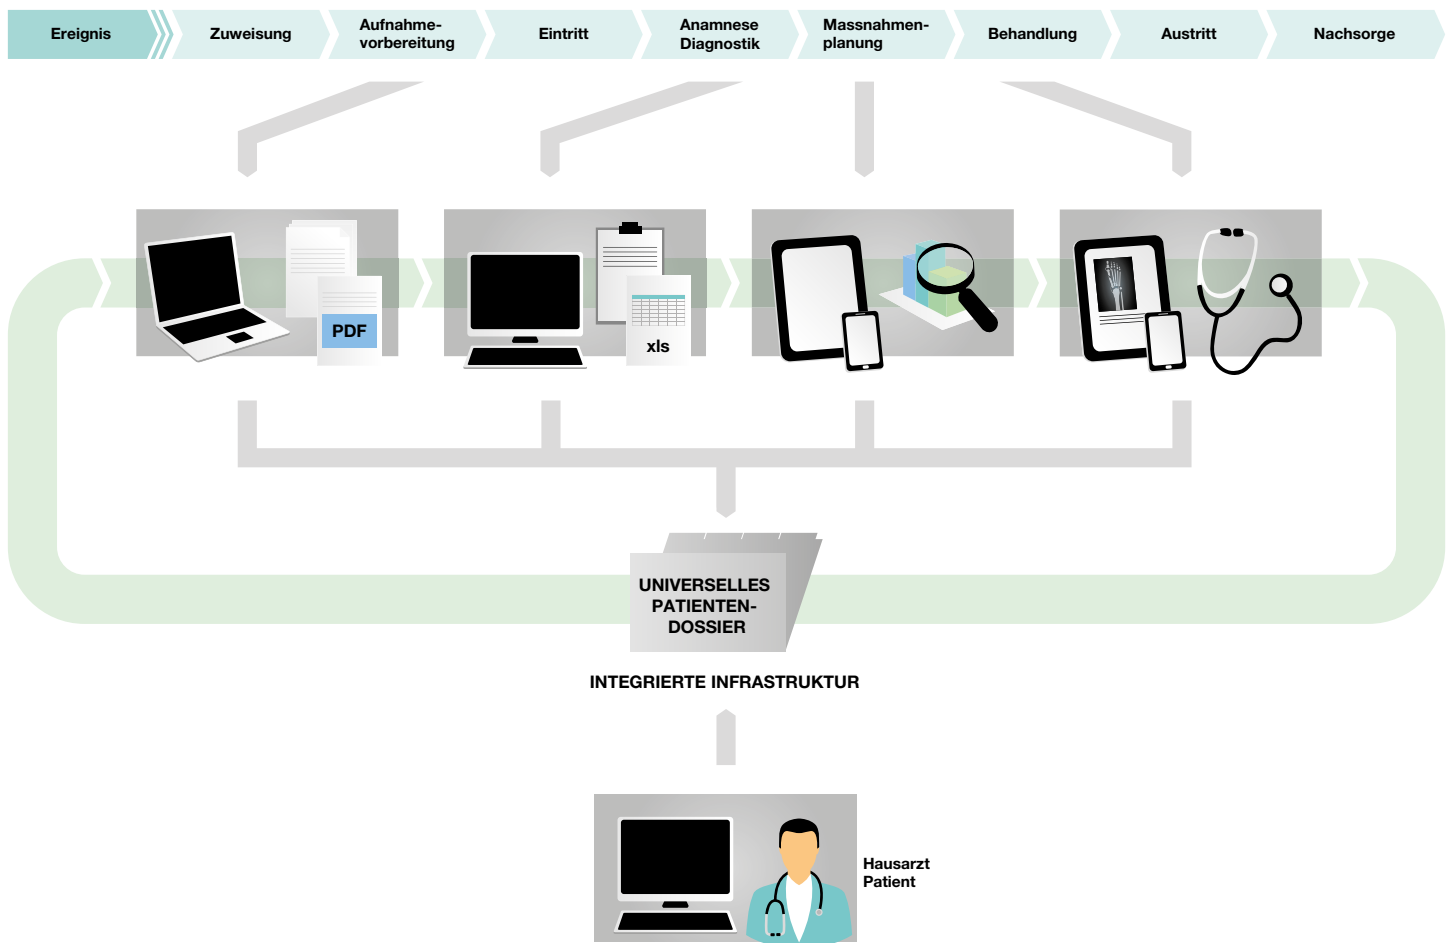 Ereignis
Zuweisung
Aufnahme-
vorbereitung
Eintritt
Anamnese
Diagnostik
Massnahmen-
planung
Behandlung
Austritt
Nachsorge
PDF
xls
UNIVERSELLES
PATIENTEN-
DOSSIER
INTEGRIERTE INFRASTRUKTUR
Hausarzt
Patient